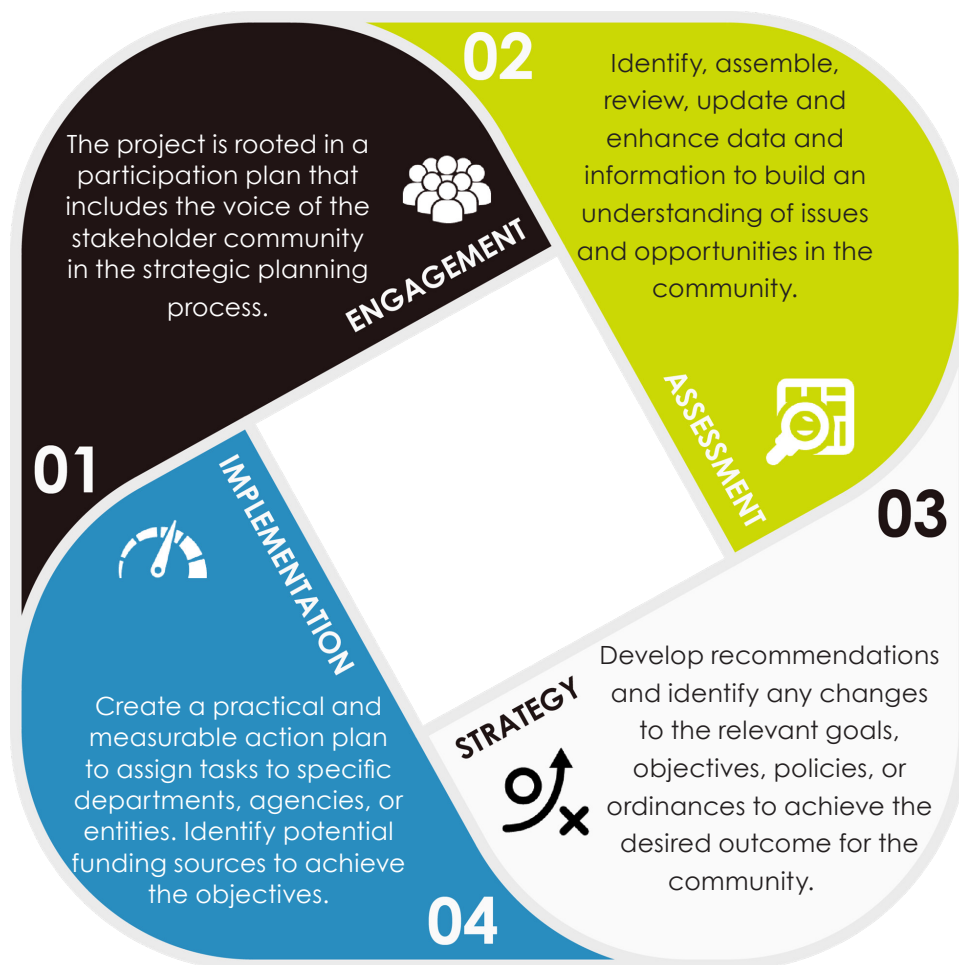 01
The project is rooted in a
participation plan that
includes the voice of the
stakeholder community
in the strategic planning
process.
ENGAGEMENT
02
Identify, assemble,
review, update and
enhance data and
information to build an
understanding of issues
and opportunities in the
community.
ASSESSMENT
03
STRATEGY
Develop recommendations
and identify any changes
to the relevant goals,
objectives, policies, or
ordinances to achieve the
desired outcome for the
community.
04
IMPLEMENTATION
Create a practical and
measurable action plan
to assign tasks to specific
departments, agencies, or
entities. Identify potential
funding sources to achieve
the objectives.